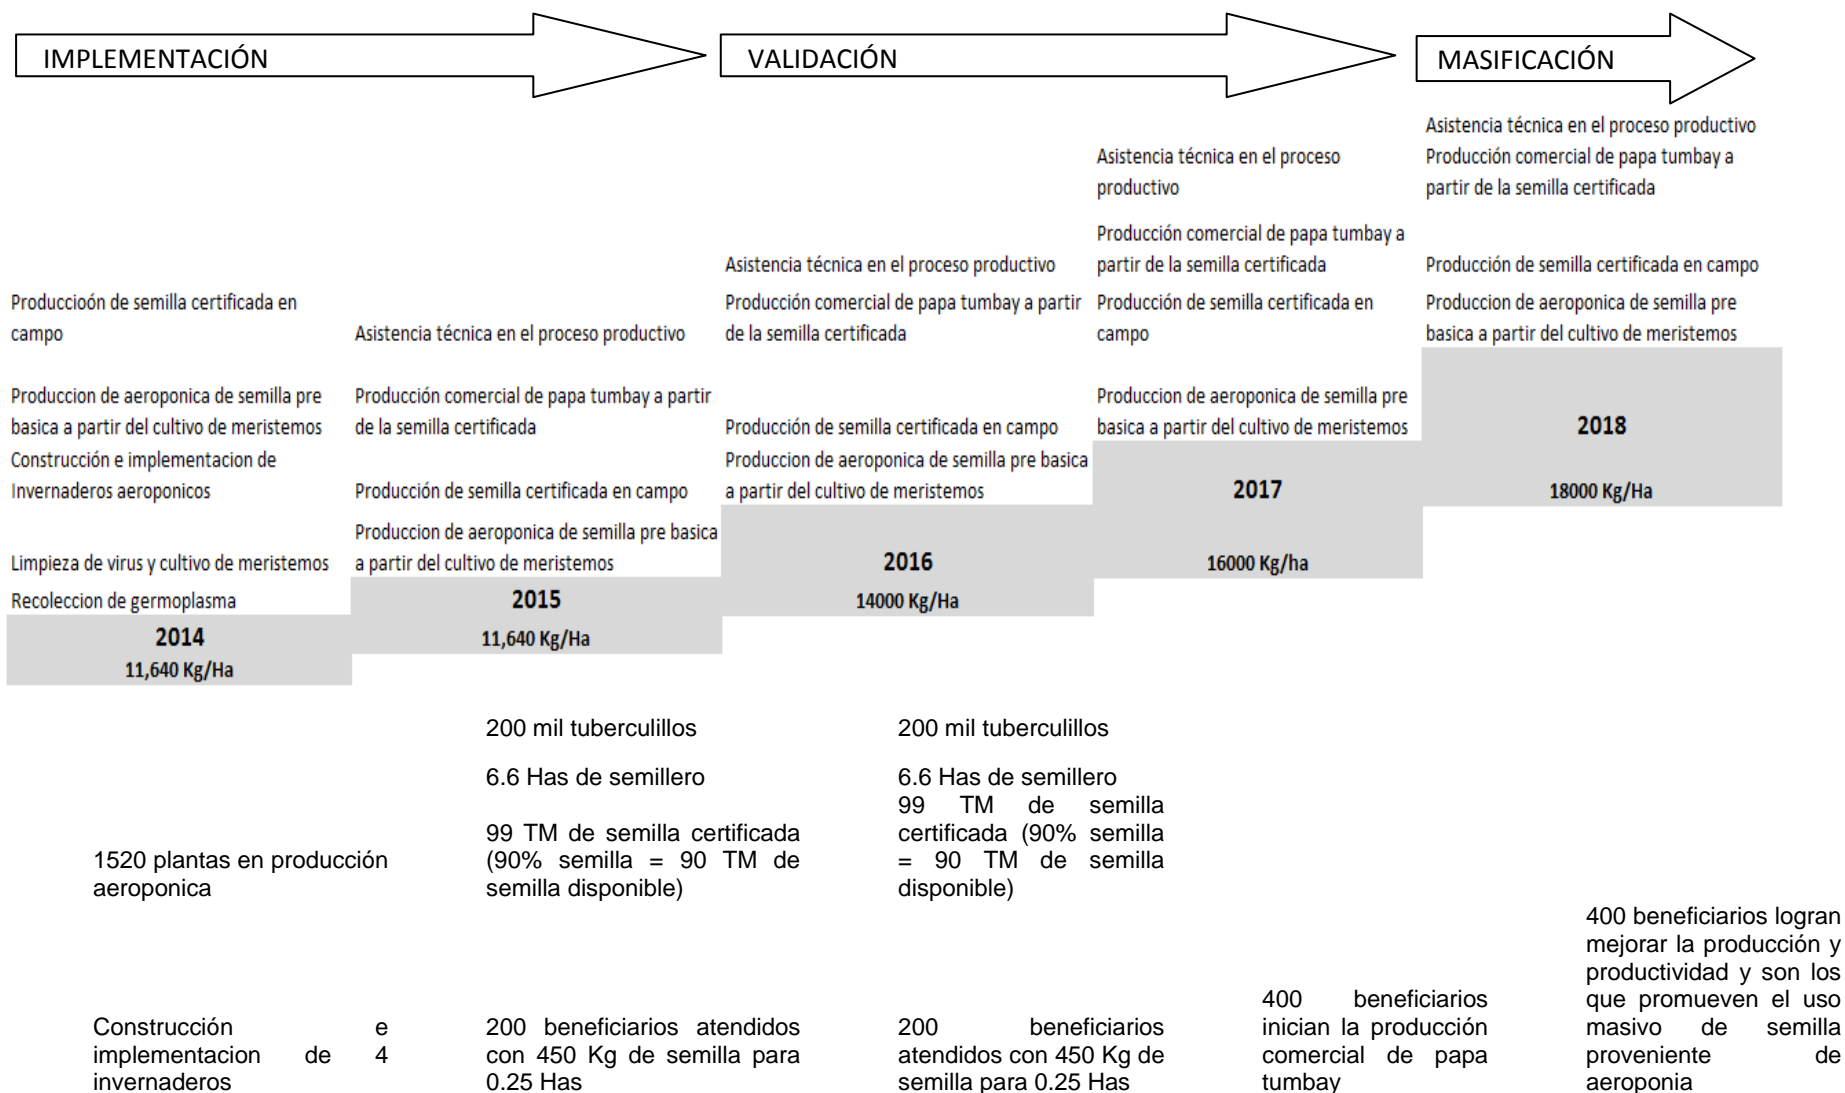 IMPLEMENTACIÓN
VALIDACIÓN
MASIFICACIÓN
Produccioón de semilla certificada en
campo
Produccion de aeroponica de semilla pre
basica a partir del cultivo de meristemos
Construcción e implementacion de
Invernaderos aeroponicos
Limpieza de virus y cultivo de meristemos
Recoleccion de germoplasma
2014
11,640 Kg/Ha
Asistencia técnica en el proceso productivo
Producción comercial de papa tumbay a partir
de la semilla certificada
Producción de semilla certificada en campo
Produccion de aeroponica de semilla pre basica
a partir del cultivo de meristemos
2015
11,640 Kg/Ha
Asistencia técnica en el proceso productivo
Producción comercial de papa tumbay a partir
de la semilla certificada
Producción de semilla certificada en campo
Produccion de aeroponica de semilla pre basica
a partir del cultivo de meristemos
2016
14000 Kg/Ha
Asistencia técnica en el proceso
productivo
Producción comercial de papa tumbay a
partir de la semilla certificada
Producción de semilla certificada en
campo
Produccion de aeroponica de semilla pre
basica a partir del cultivo de meristemos
2017
16000 Kg/ha
Asistencia técnica en el proceso productivo
Producción comercial de papa tumbay a
partir de la semilla certificada
Producción de semilla certificada en campo
Produccion de aeroponica de semilla pre
basica a partir del cultivo de meristemos
2018
18000 Kg/Ha
1520 plantas en producción
aeroponica
Construcción e
implementacion de 4
invernaderos
200 mil tuberculillos
6.6 Has de semillero
99 TM de semilla certificada
(90% semilla = 90 TM de
semilla disponible)
200 beneficiarios atendidos
con 450 Kg de semilla para
0.25 Has
200 mil tuberculillos
6.6 Has de semillero
99 TM de semilla
certificada (90% semilla
= 90 TM de semilla
disponible)
200 beneficiarios
atendidos con 450 Kg de
semilla para 0.25 Has
400 beneficiarios
inician la producción
comercial de papa
tumbay
400 beneficiarios logran
mejorar la producción y
productividad y son los
que promueven el uso
masivo de semilla
proveniente de
aeroponia